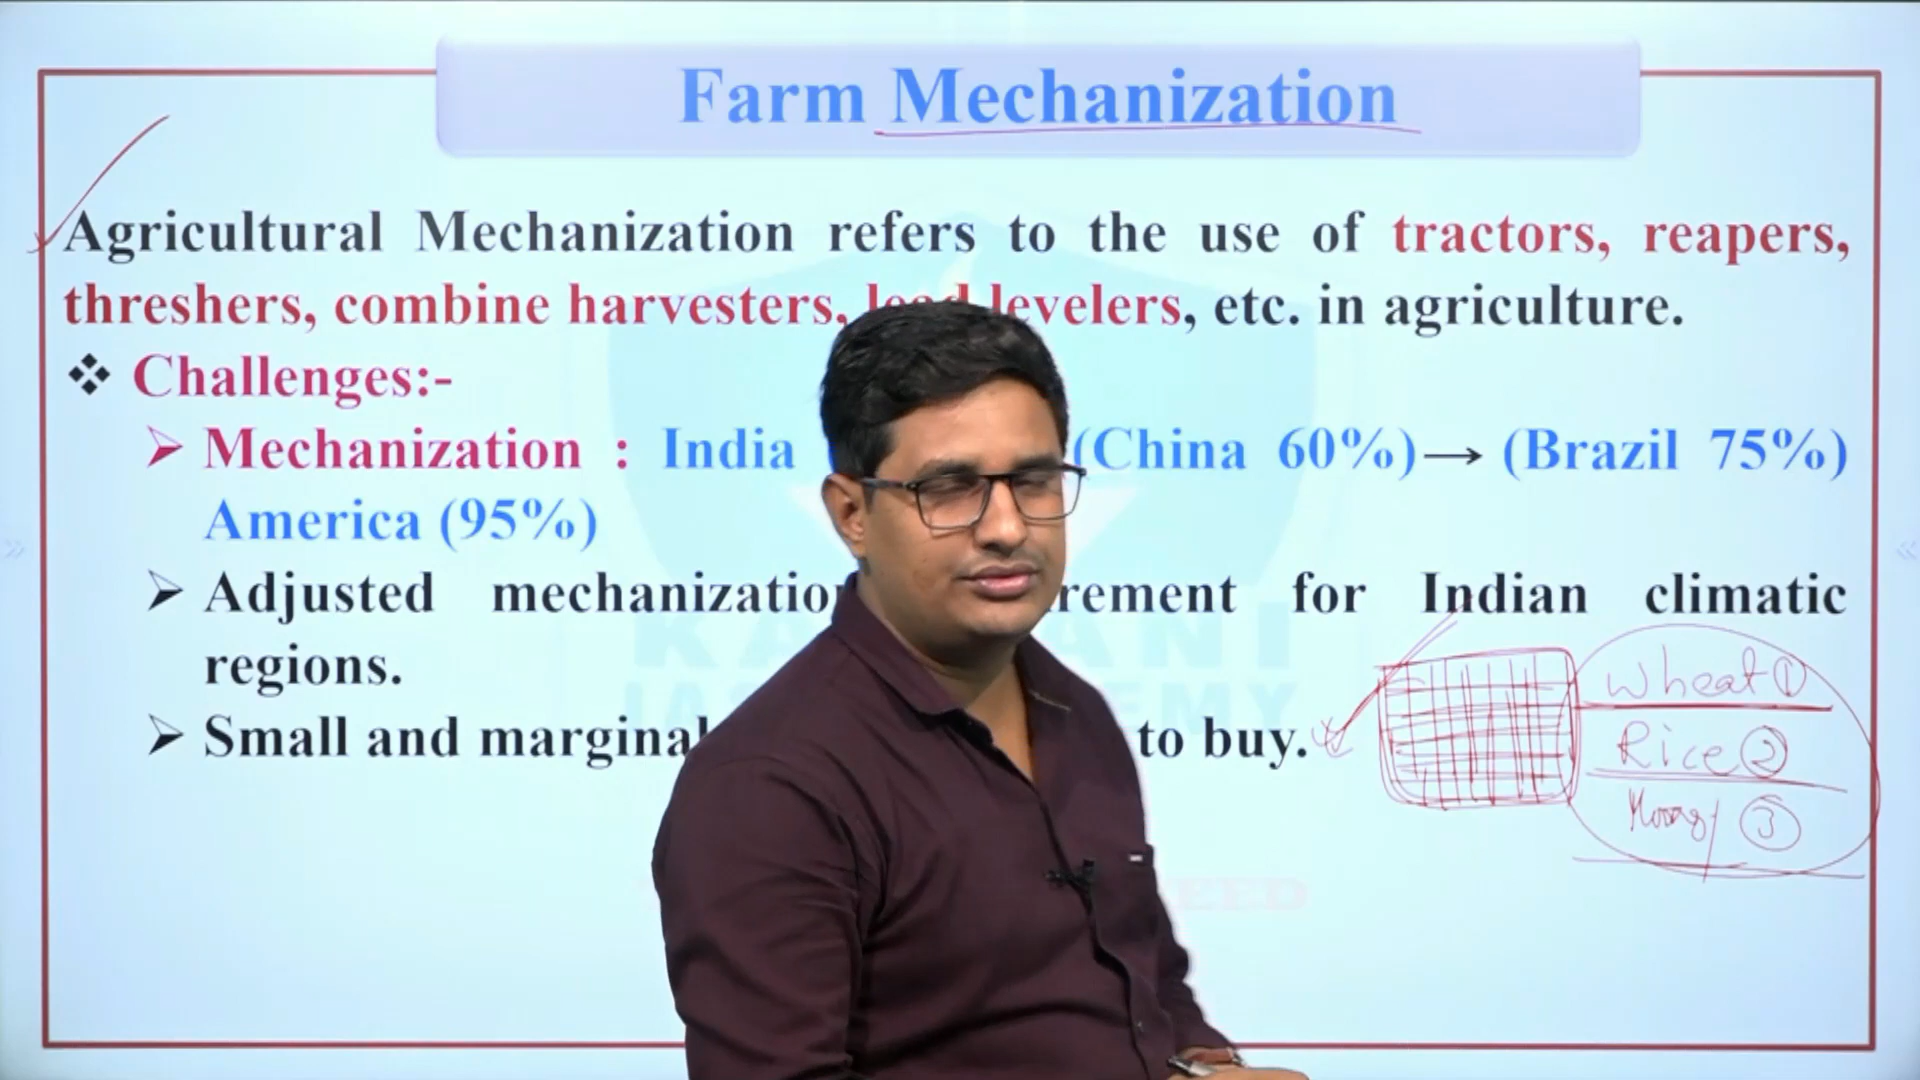 Farm Mechanization
Agricultural Mechanization refers to the use of tractors, reapers,
threshers, combine harvesters, levelers, etc. in agriculture.
Challenges:-
Mechanization : India (China 60%)→ (Brazil 75%)
America (95%)
Adjusted mechanization for Indian climatic
regions.
Small and marginal to buy.
Wheat ①
Rice ②
③